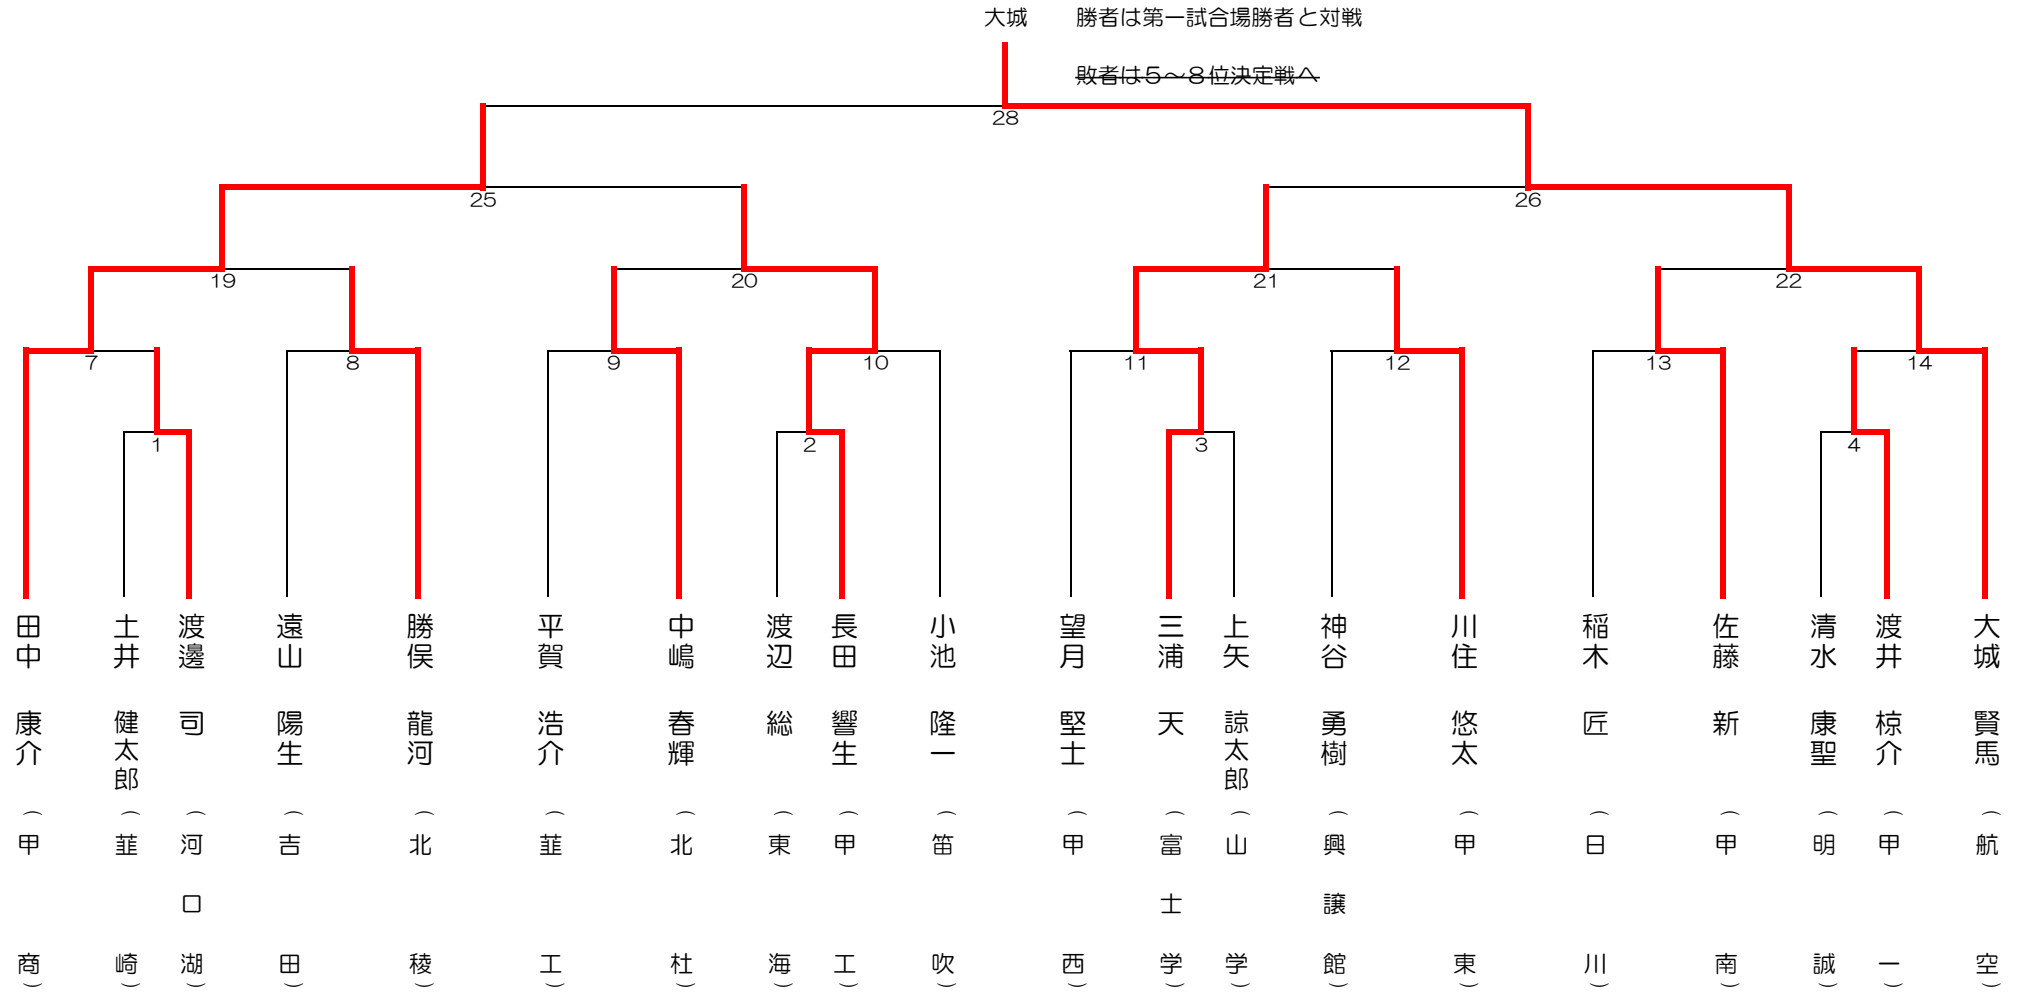 大城　勝者は第一試合場勝者と対戦
敗者は５～８位決定戦へ
28
25
26
19
20
21
22
7
8
9
10
11
12
13
14
1
2
3
4
田中　康介（甲商）
土井　健太郎（韮崎）
渡邊　司（河口湖）
遠山　陽生（吉田）
勝俣　龍河（北稜）
平賀　浩介（韮工）
中嶋　春輝（北杜）
渡辺　総（東海）
長田　響生（甲工）
小池　隆一（笛吹）
望月　堅士（甲西）
三浦　天（富士学）
上矢　諒太郎（山学）
神谷　勇樹（興譲館）
川住　悠太（甲東）
稲木　匠（日川）
佐藤　新（甲南）
清水　康聖（明誠）
渡井　椋介（甲一）
大城　賢馬（航空）